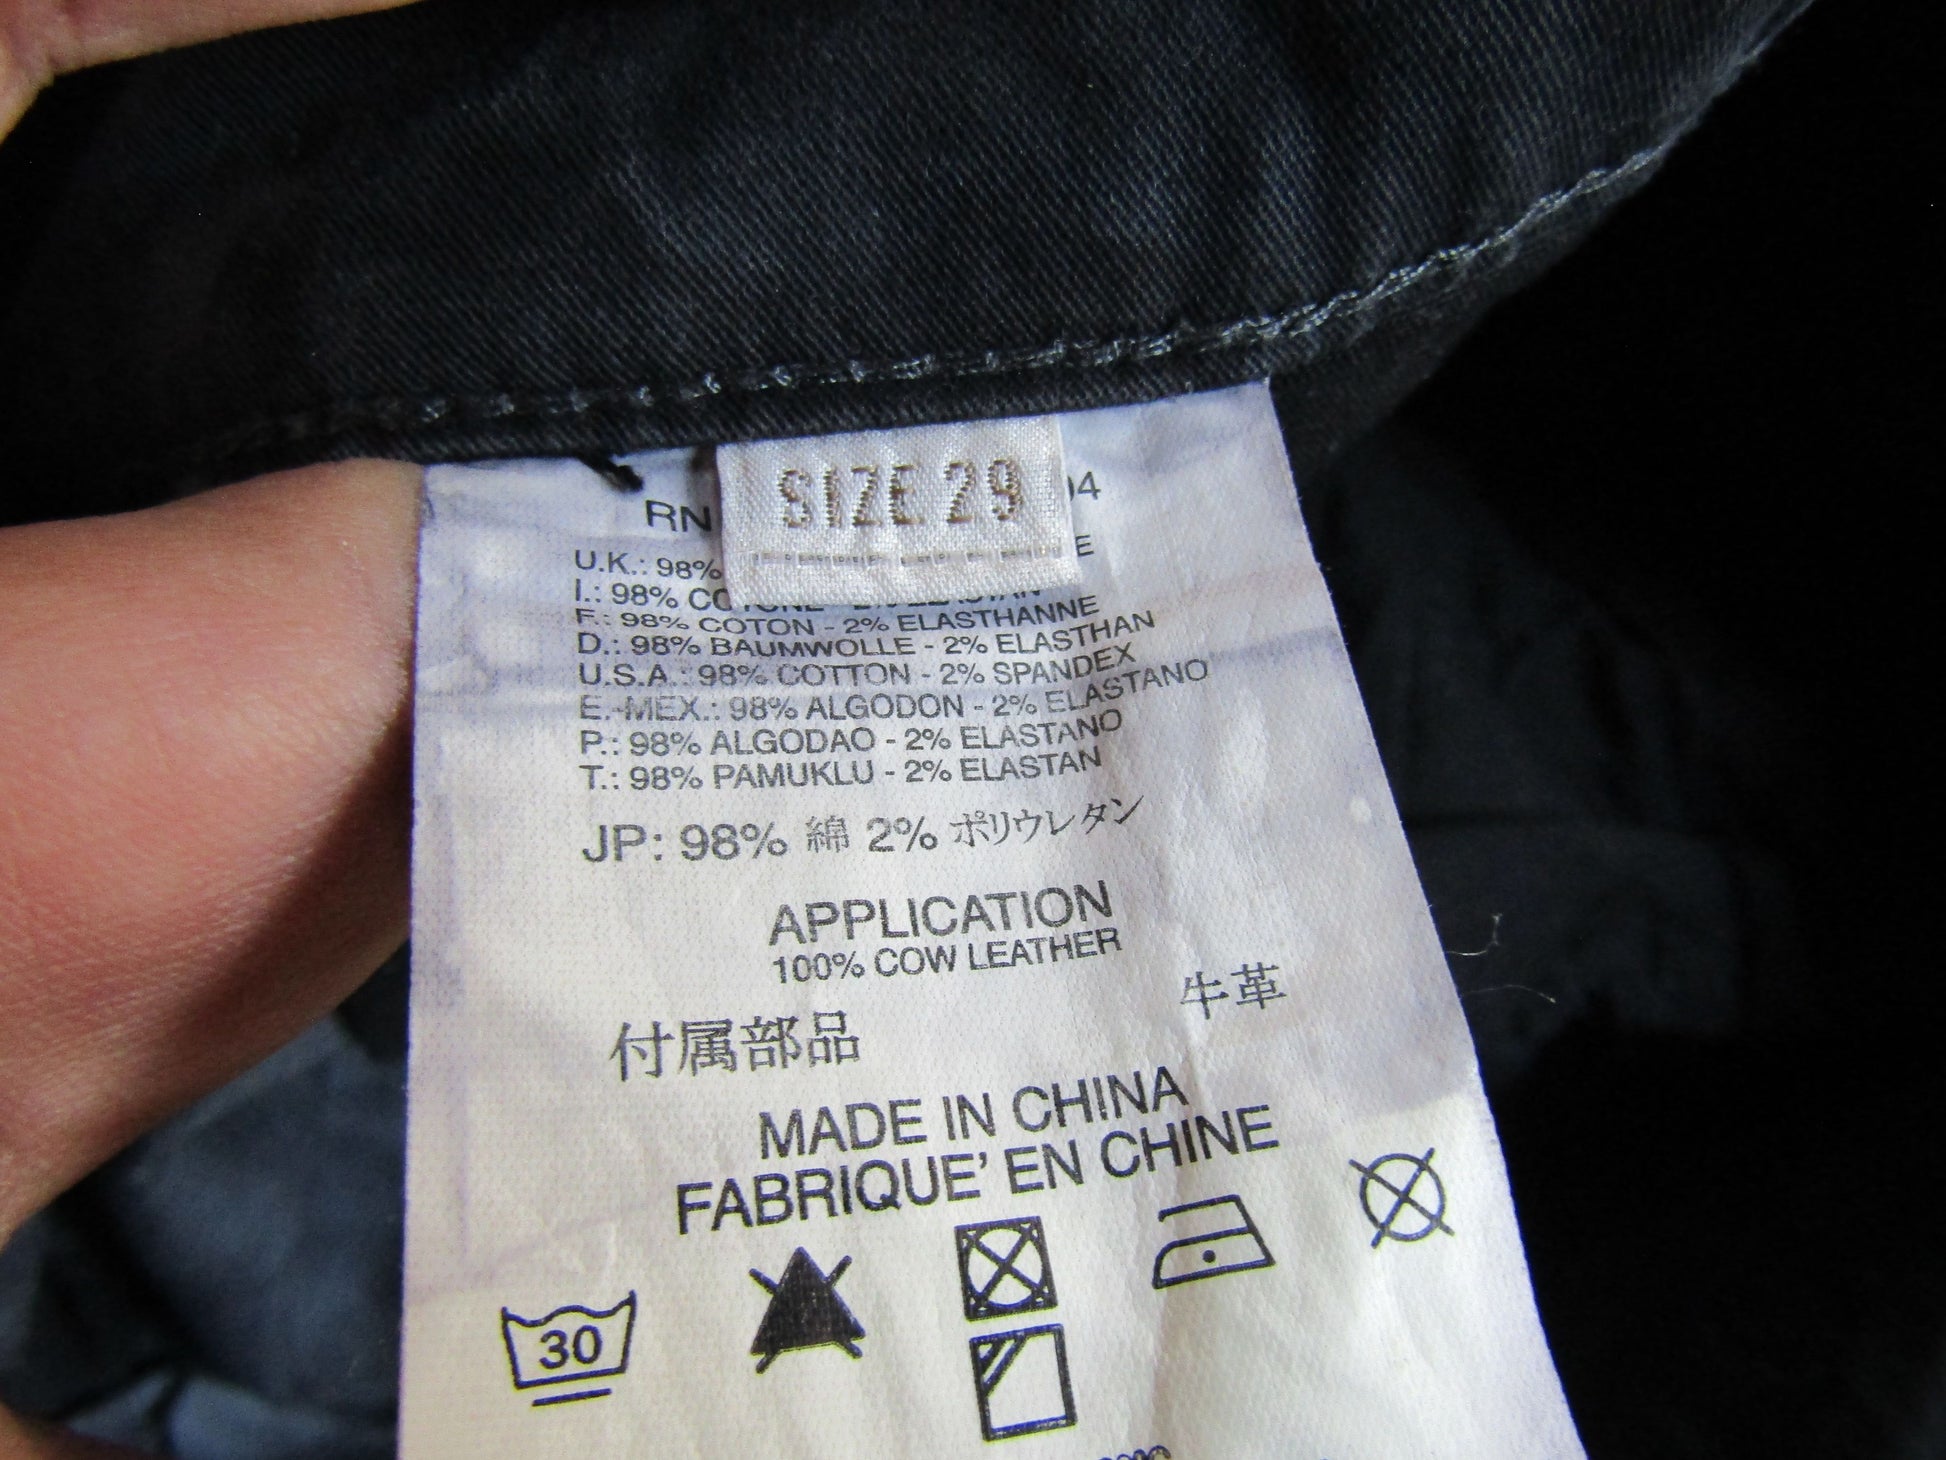 SIZE 29
RN 04
U.K.: 98% E
I.: 98% COTONE - 2% ELASTAN
F.: 98% COTON - 2% ELASTHANNE
D.: 98% BAUMWOLLE - 2% ELASTHAN
U.S.A.: 98% COTTON - 2% SPANDEX
E.-MEX.: 98% ALGODON - 2% ELASTANO
P.: 98% ALGODAO - 2% ELASTANO
T.: 98% PAMUKLU - 2% ELASTAN
JP: 98% 綿 2% ポリウレタン
APPLICATION
100% COW LEATHER
牛革
付属部品
MADE IN CHINA
FABRIQUE' EN CHINE
30